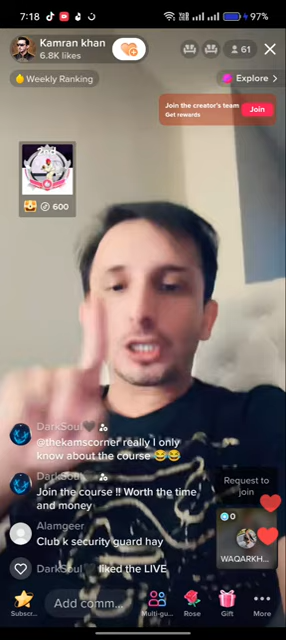 7:18
97%
Kamran khan
6.8K likes
61
Weekly Ranking
Explore >
Join the creator's team
Get rewards
Join
600
DarkSoul🖤
@thekamscorner really I only
know about the course 😂😂
DarkSoul🖤
Join the course !! Worth the time
and money
Alamgeer
Club k security guard hay
DarkSoul🖤 liked the LIVE
Request to
join
0
WAQARKH...
Subscr...
Add comm...
Multi-gu...
Rose
Gift
More